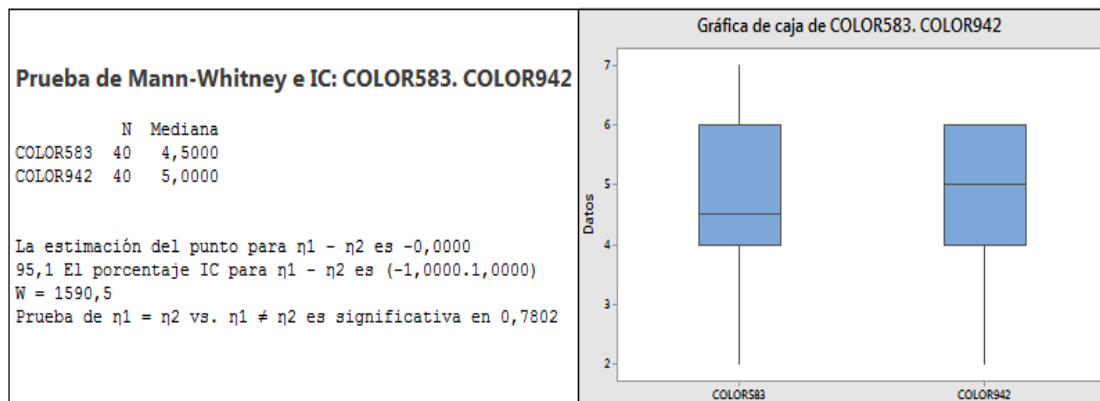 Prueba de Mann-Whitney e IC: COLOR583. COLOR942
N Mediana
COLOR583 40 4,5000
COLOR942 40 5,0000
La estimación del punto para η1 - η2 es -0,0000
95,1 El porcentaje IC para η1 - η2 es (-1,0000.1,0000)
W = 1590,5
Prueba de η1 = η2 vs. η1 ≠ η2 es significativa en 0,7802
Gráfica de caja de COLOR583. COLOR942
Datos
7
6
5
4
3
2
COLOR583 COLOR942